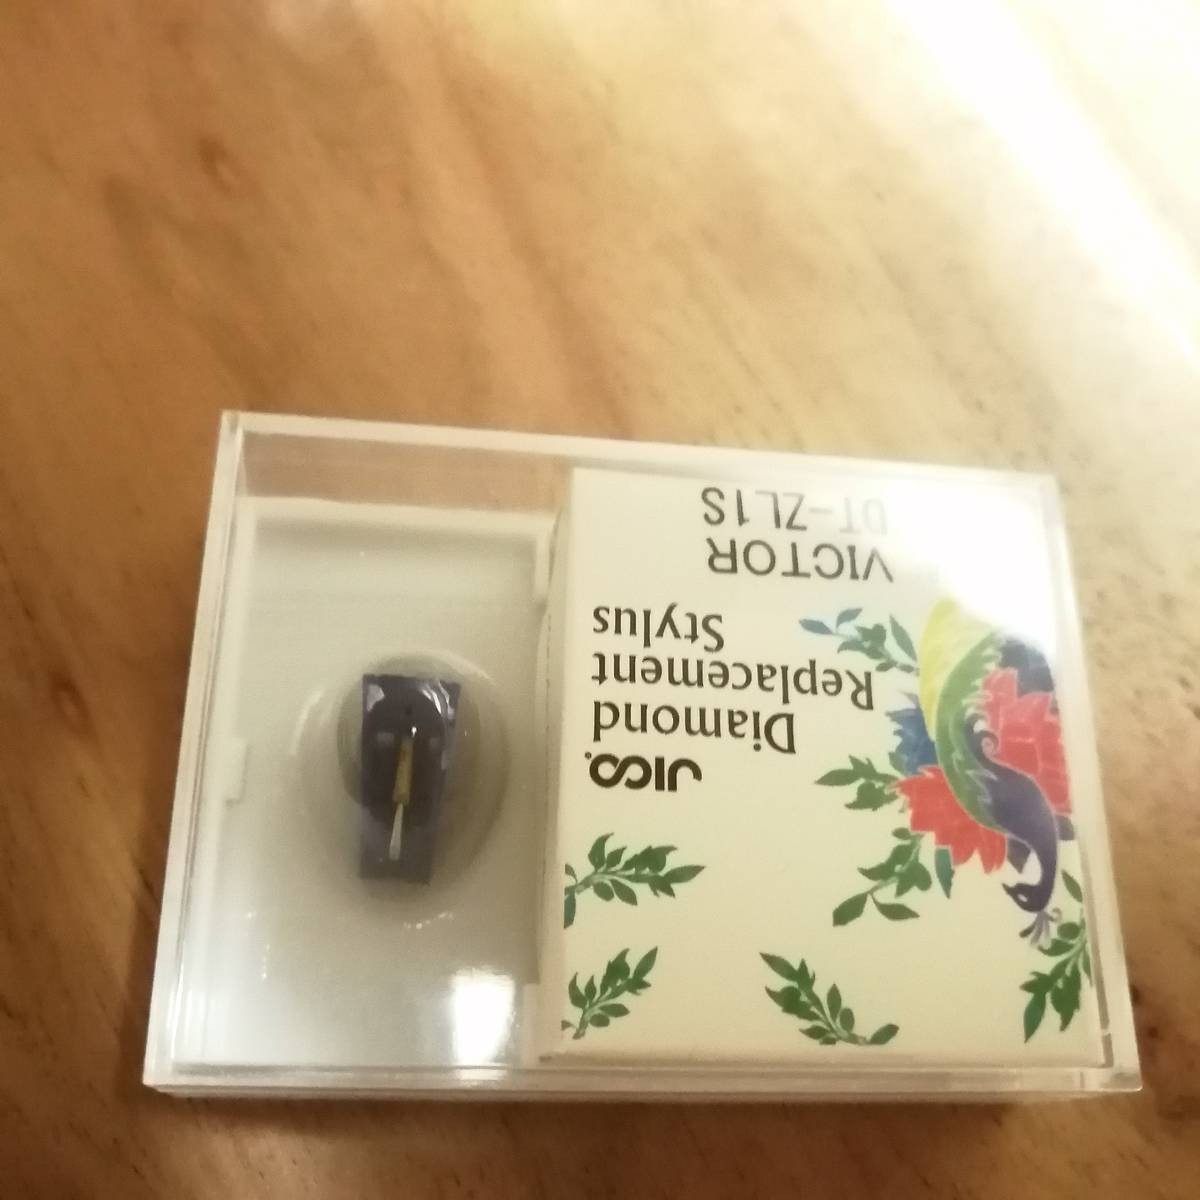 JICO.
Diamond
Replacement
Stylus
VICTOR
DT-ZL1S